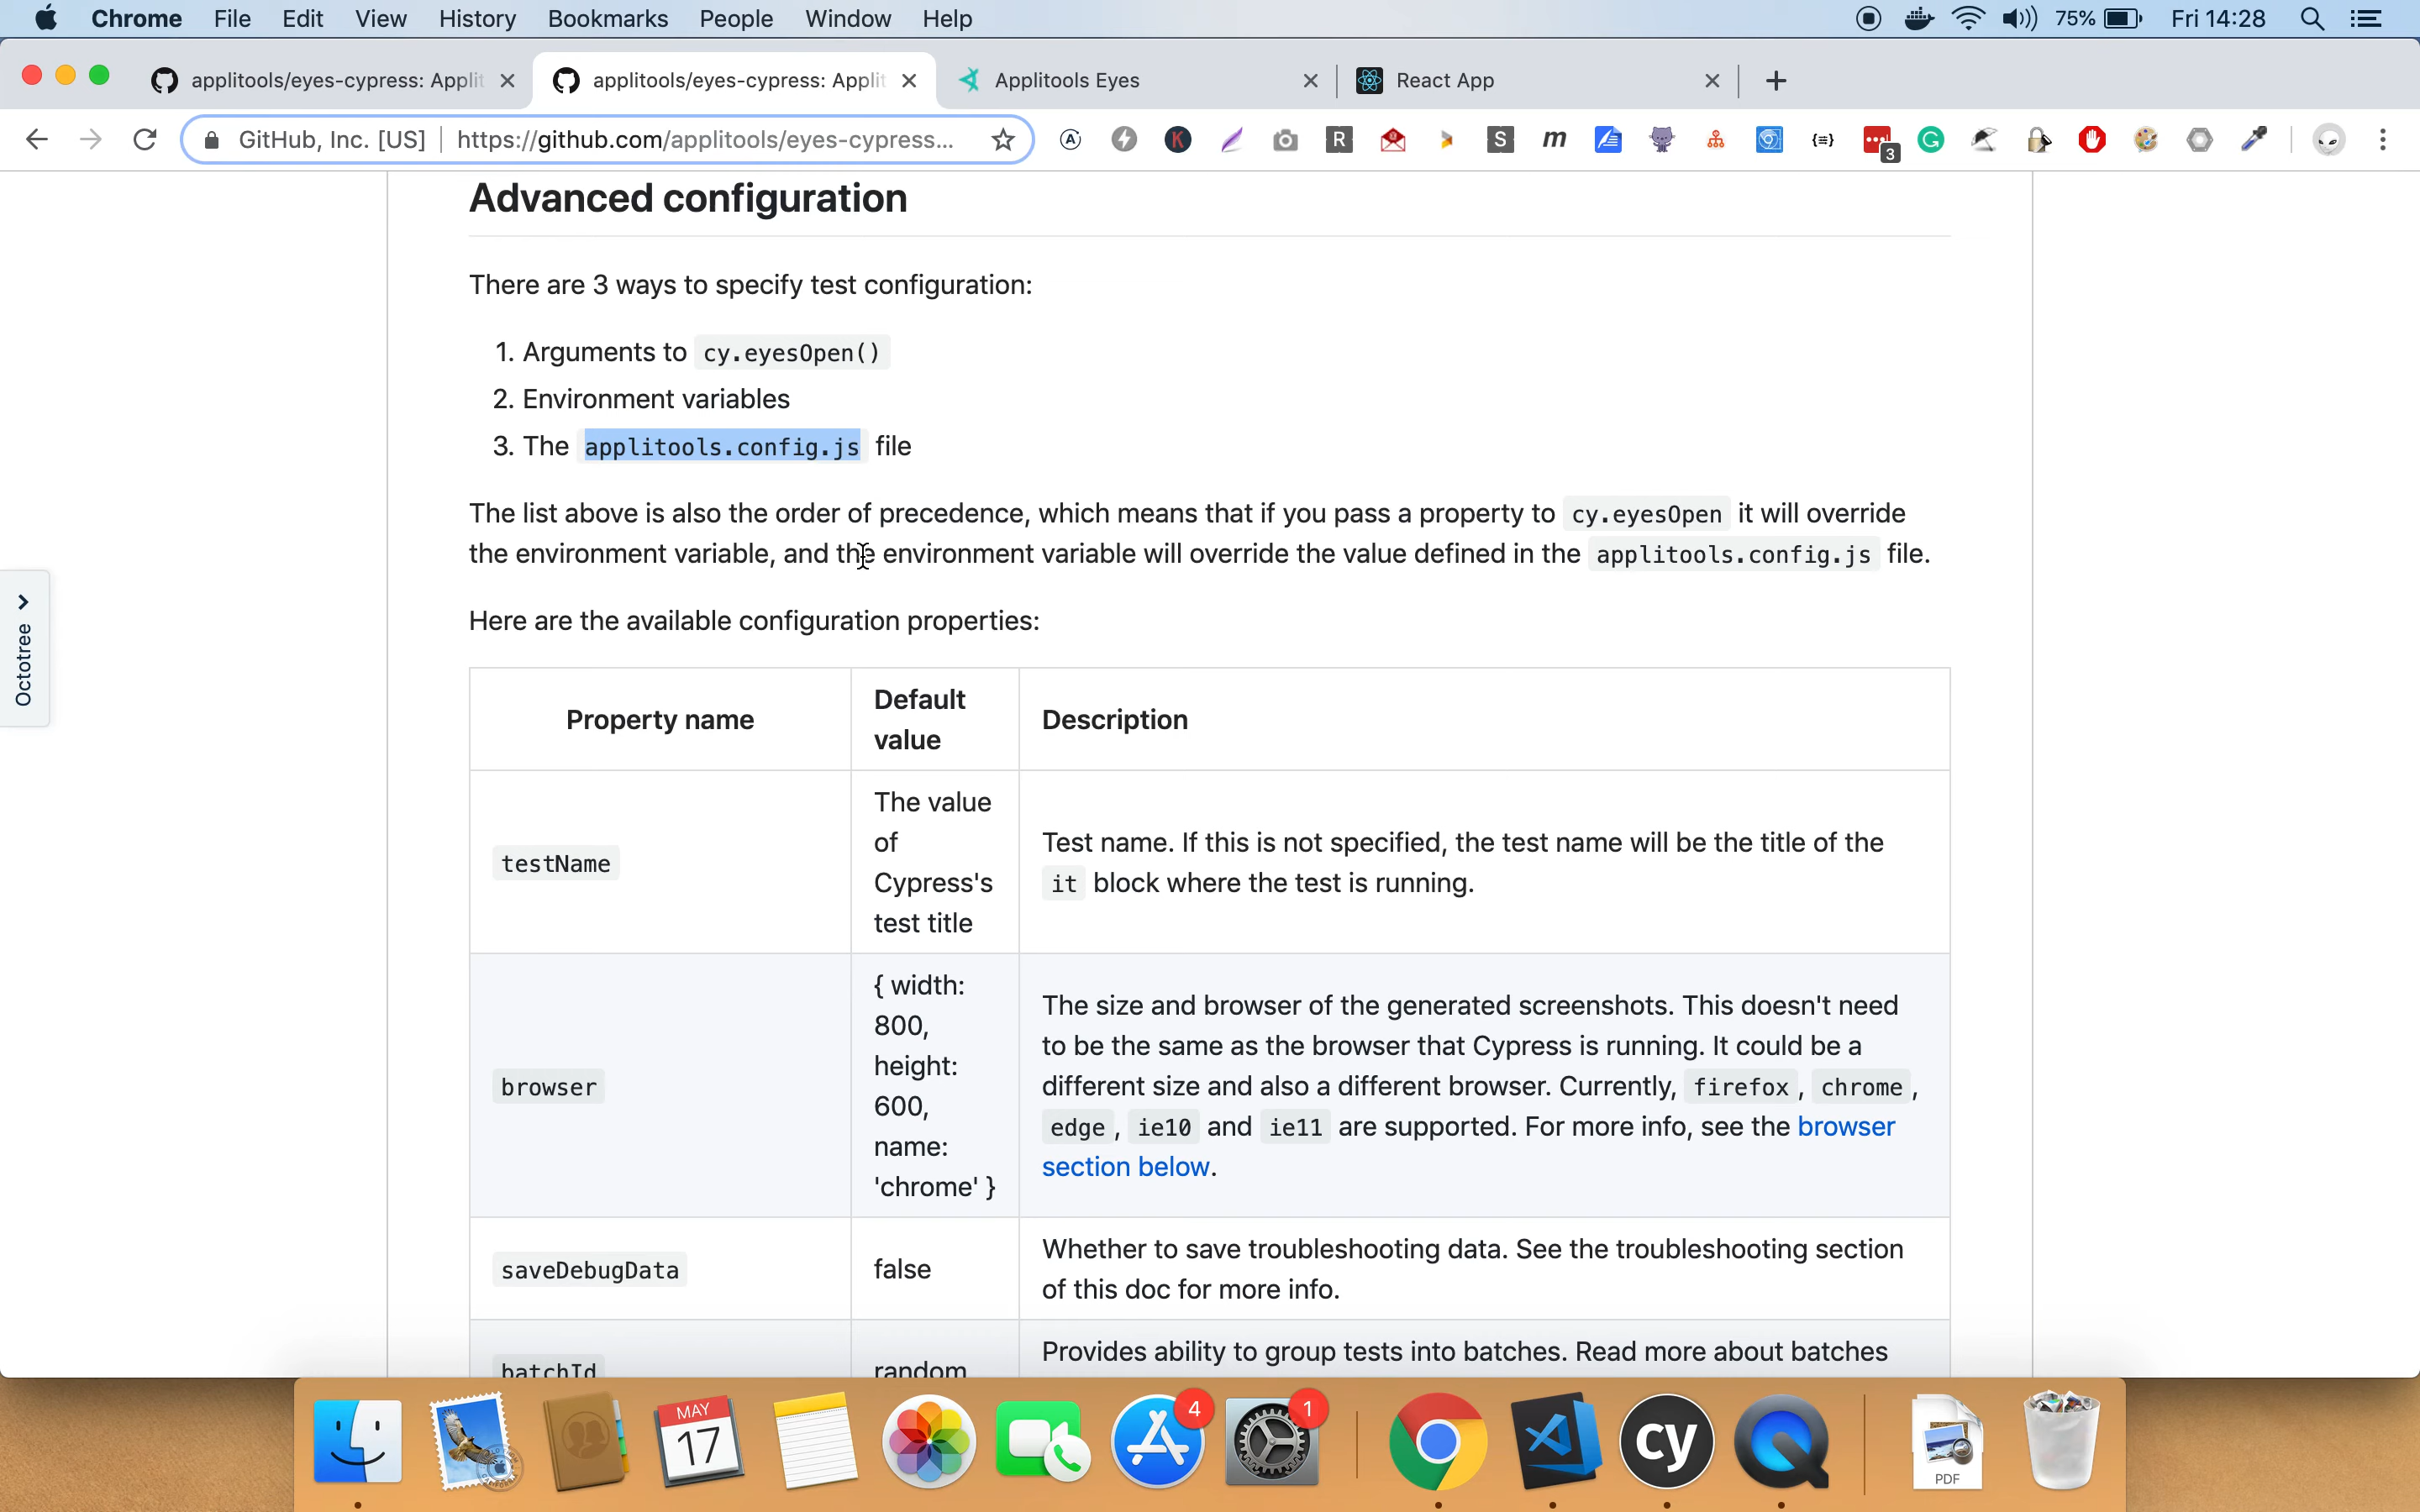 Chrome File Edit View History Bookmarks People Window Help 75% Fri 14:28
applitools/eyes-cypress: Applit applitools/eyes-cypress: Applit Applitools Eyes React App
GitHub, Inc. [US] https://github.com/applitools/eyes-cypress... 3
Advanced configuration
There are 3 ways to specify test configuration:
1. Arguments to cy.eyesOpen()
2. Environment variables
3. The applitools.config.js file
The list above is also the order of precedence, which means that if you pass a property to cy.eyesOpen it will override
the environment variable, and the environment variable will override the value defined in the applitools.config.js file.
Octotree
Here are the available configuration properties:
Property name
Default
value
Description
testName
The value
of
Cypress's
test title
Test name. If this is not specified, the test name will be the title of the
it block where the test is running.
browser
{ width:
800,
height:
600,
name:
'chrome' }
The size and browser of the generated screenshots. This doesn't need
to be the same as the browser that Cypress is running. It could be a
different size and also a different browser. Currently, firefox, chrome,
edge, ie10 and ie11 are supported. For more info, see the browser
section below.
saveDebugData
false
Whether to save troubleshooting data. See the troubleshooting section
of this doc for more info.
batchId
random
Provides ability to group tests into batches. Read more about batches
MAY
17
4
1
cy
PDF